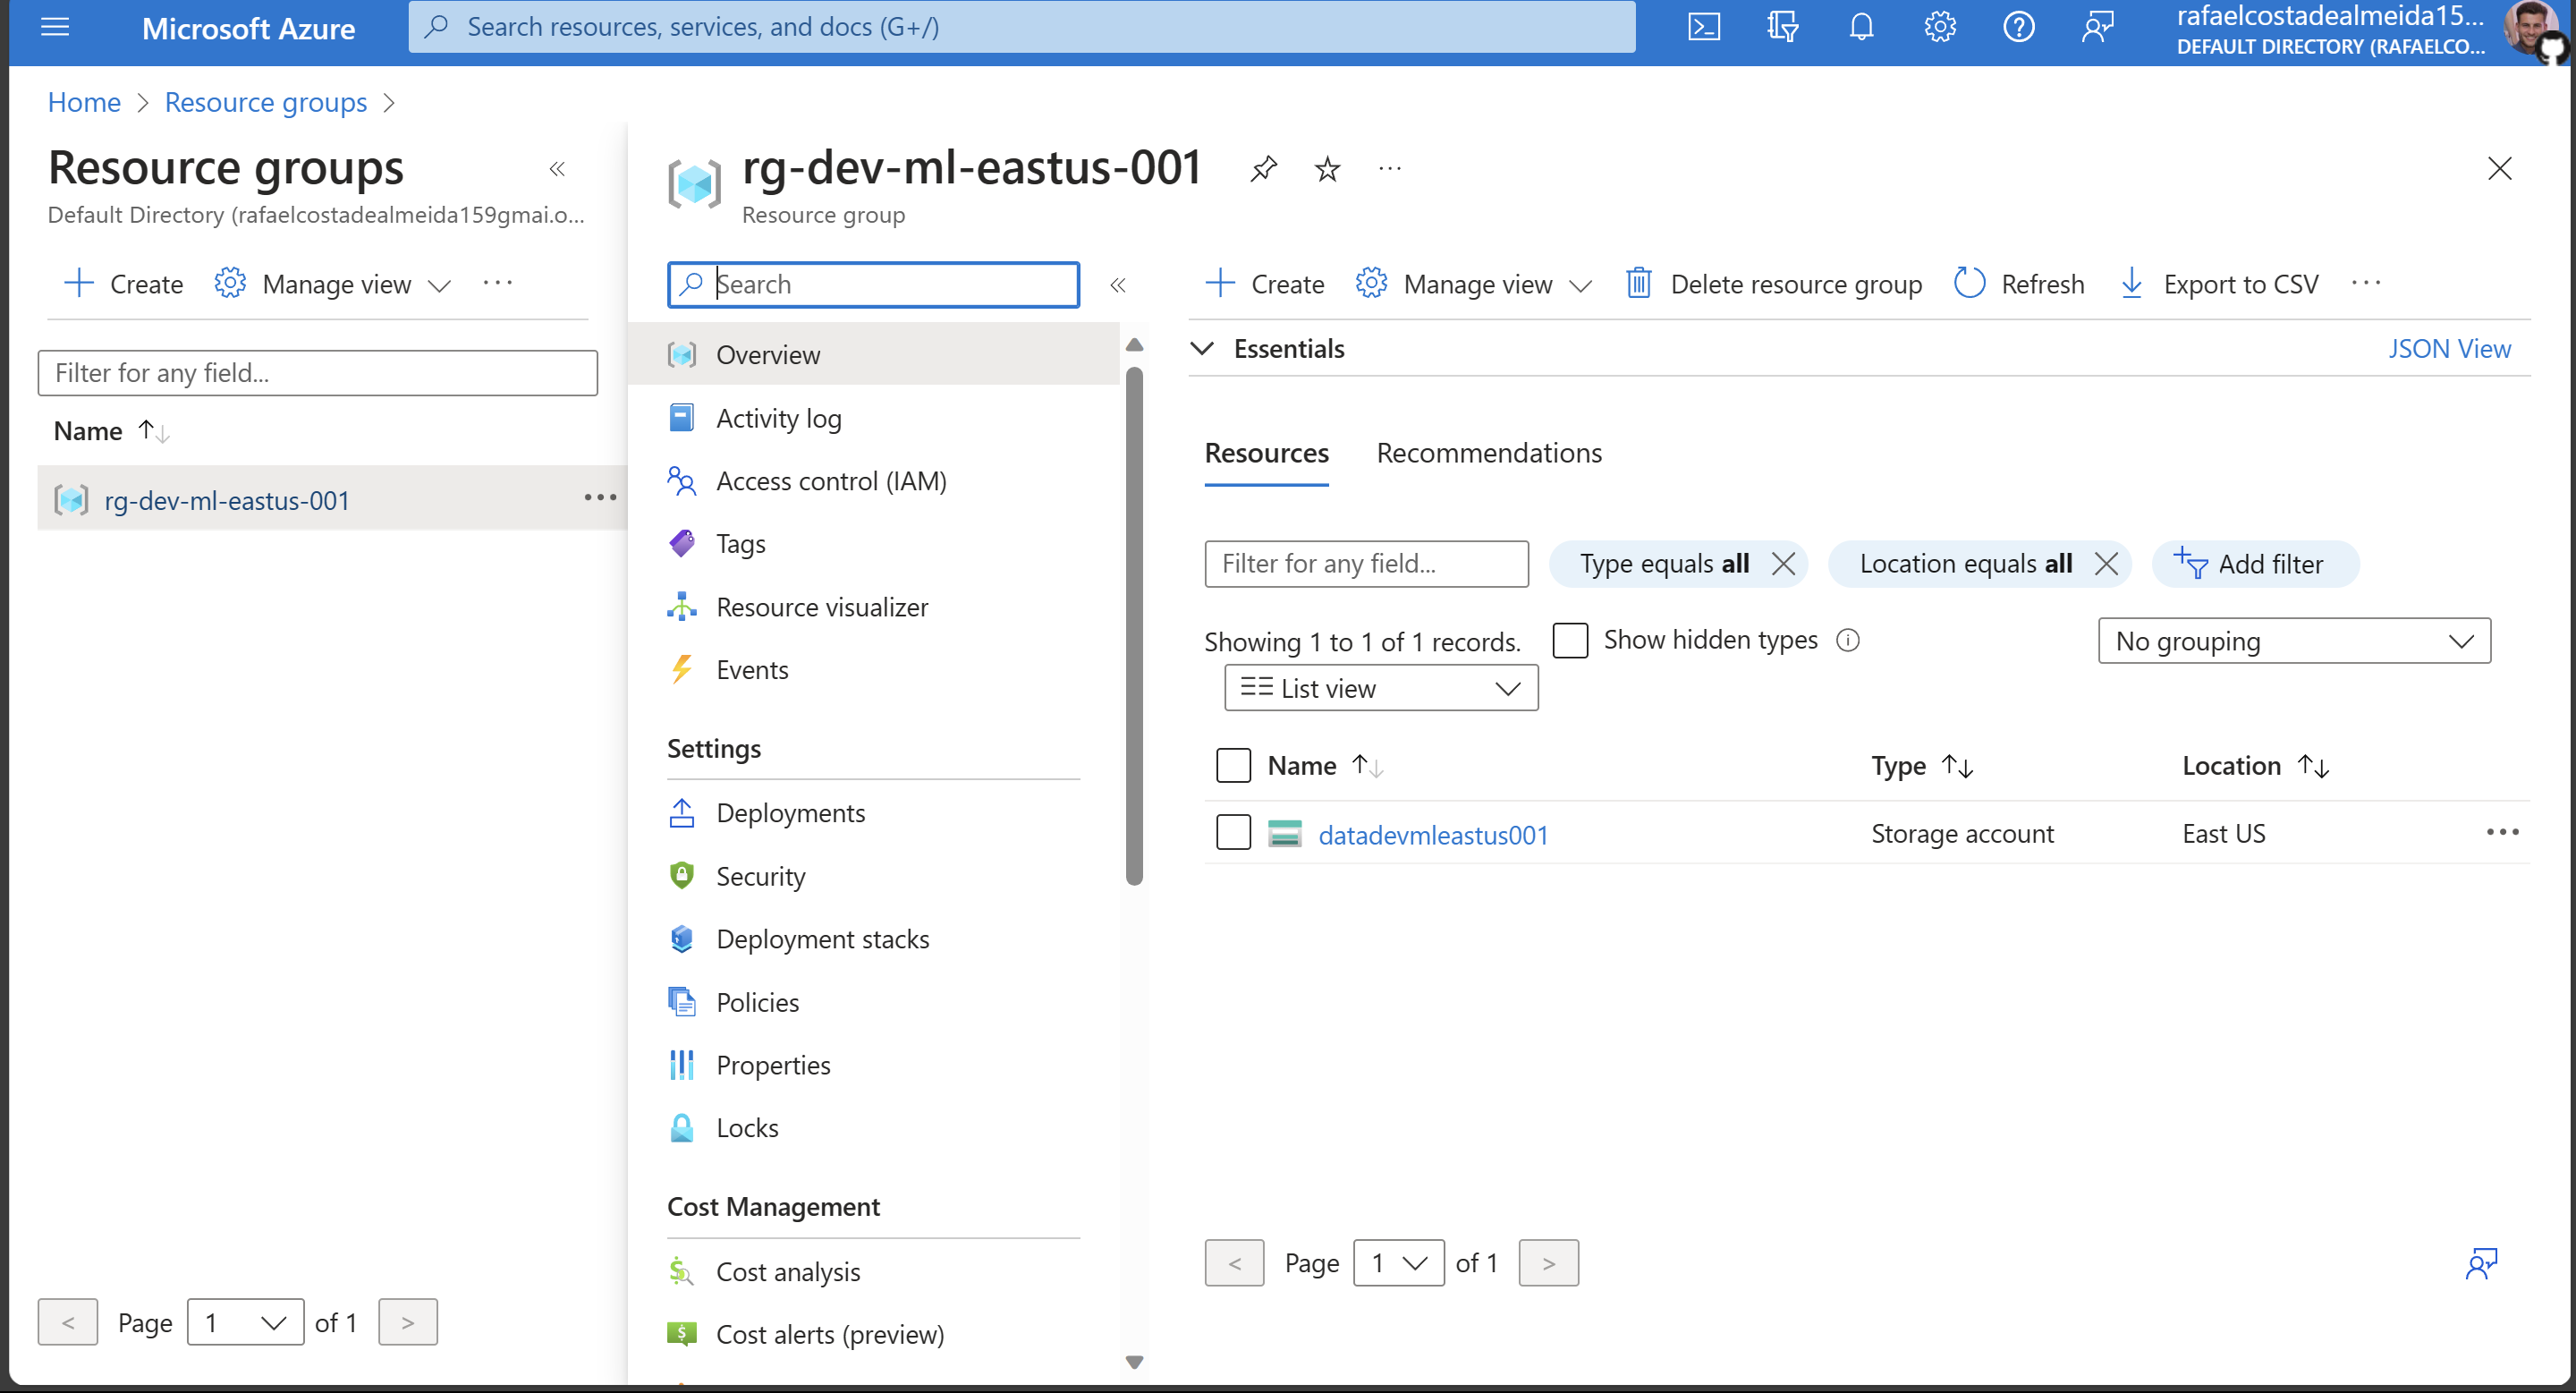 Microsoft Azure
Search resources, services, and docs (G+/)
rafaelcostadealmeida15...
DEFAULT DIRECTORY (RAFAELCO...
Home > Resource groups >
Resource groups
Default Directory (rafaelcostadealmeida159gmai.o...
Create
Manage view
Filter for any field...
Name
rg-dev-ml-eastus-001
Page 1 of 1
rg-dev-ml-eastus-001
Resource group
Search
Overview
Activity log
Access control (IAM)
Tags
Resource visualizer
Events
Settings
Deployments
Security
Deployment stacks
Policies
Properties
Locks
Cost Management
Cost analysis
Cost alerts (preview)
Create
Manage view
Delete resource group
Refresh
Export to CSV
Essentials
JSON View
Resources
Recommendations
Filter for any field...
Type equals all
Location equals all
Add filter
Showing 1 to 1 of 1 records.
Show hidden types
No grouping
List view
Name
Type
Location
datadevmleastus001
Storage account
East US
Page 1 of 1